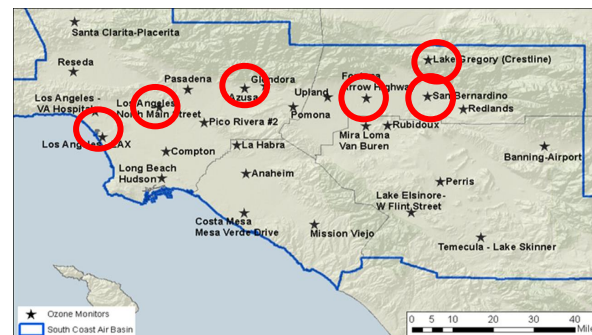 Santa Clarita-Placerita
Reseda
Pasadena
Glendora
Azusa
Upland
Fontana
Arrow Highway
Lake Gregory (Crestline)
San Bernardino
Redlands
Los Angeles -
VA Hospital
Los Angeles
North Main Street
Pico Rivera #2
Pomona
Mira Loma
Van Buren
Rubidoux
Los Angeles LAX
Compton
La Habra
Banning-Airport
Long Beach
Hudson
Anaheim
Perris
Lake Elsinore-
W Flint Street
Costa Mesa
Mesa Verde Drive
Mission Viejo
Temecula - Lake Skinner
Ozone Monitors
South Coast Air Basin
0 5 10 20 30 40